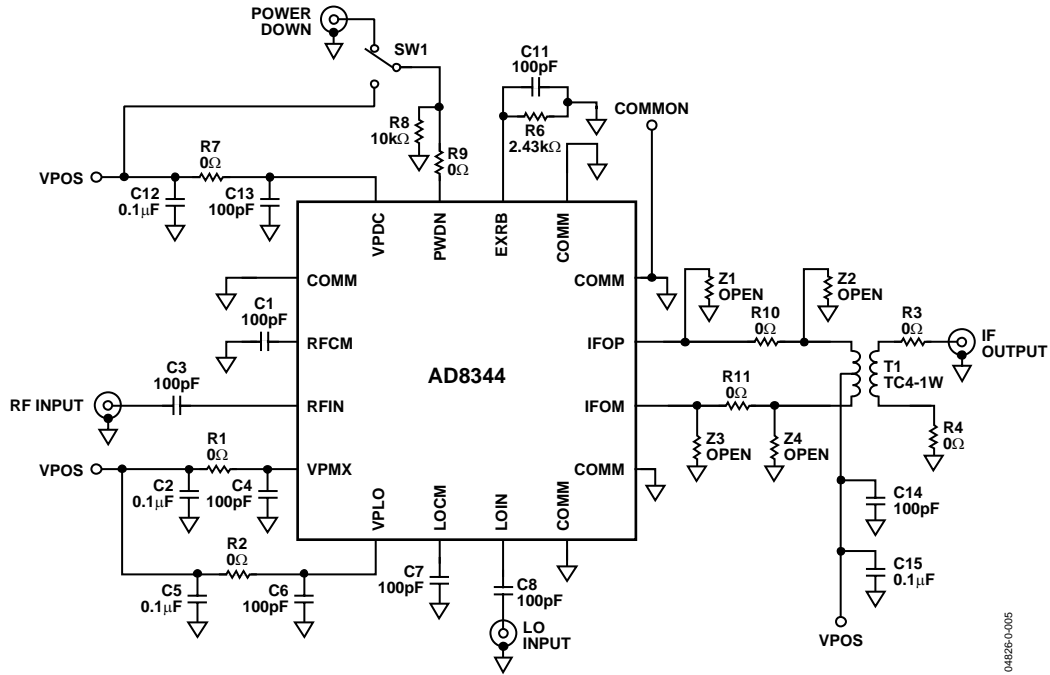 POWER
DOWN
SW1
C11
100pF
COMMON
R8
10kΩ
R6
2.43kΩ
R9
0Ω
R7
0Ω
VPOS
C12
0.1μF
C13
100pF
VPDC
PWDN
EXRB
COMM
COMM
COMM
Z1
OPEN
Z2
OPEN
C1
100pF
R10
0Ω
R3
0Ω
IF
OUTPUT
RFCM
IFOP
T1
TC4-1W
AD8344
C3
100pF
R11
0Ω
RF INPUT
RFIN
IFOM
R4
0Ω
R1
0Ω
Z3
OPEN
Z4
OPEN
VPOS
VPMX
COMM
C2
0.1μF
C4
100pF
VPLO
LOCM
LOIN
COMM
C14
100pF
R2
0Ω
C5
0.1μF
C6
100pF
C7
100pF
C8
100pF
C15
0.1μF
LO
INPUT
VPOS
04826-0-005